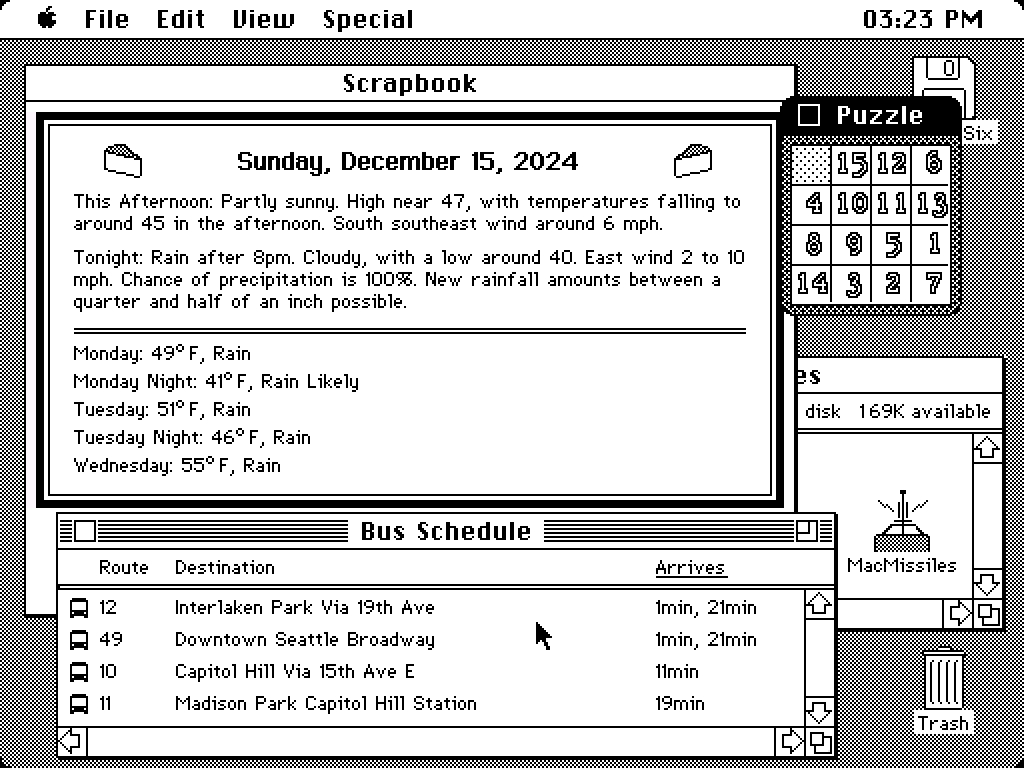 File Edit View Special 03:23 PM
Scrapbook
Sunday, December 15, 2024
This Afternoon: Partly sunny. High near 47, with temperatures falling to
around 45 in the afternoon. South southeast wind around 6 mph.
Tonight: Rain after 8pm. Cloudy, with a low around 40. East wind 2 to 10
mph. Chance of precipitation is 100%. New rainfall amounts between a
quarter and half of an inch possible.
Monday: 49° F, Rain
Monday Night: 41° F, Rain Likely
Tuesday: 51° F, Rain
Tuesday Night: 46° F, Rain
Wednesday: 55° F, Rain
0
Six
Puzzle
15 12 6
4 10 11 13
8 9 5 1
14 3 2 7
es
disk 169K available
MacMissiles
Bus Schedule
Route Destination Arrives
12 Interlaken Park Via 19th Ave 1min, 21min
49 Downtown Seattle Broadway 1min, 21min
10 Capitol Hill Via 15th Ave E 11min
11 Madison Park Capitol Hill Station 19min
Trash